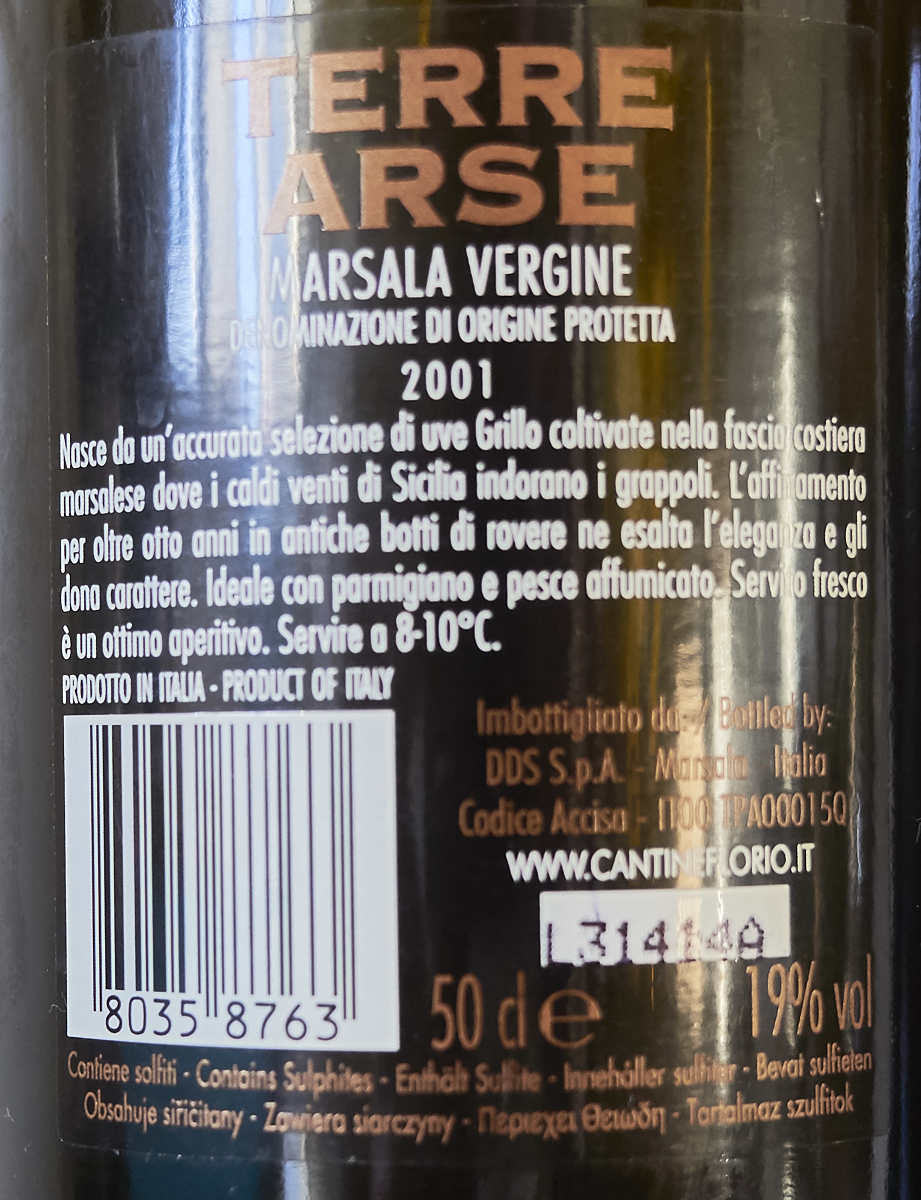 TERRE
ARSE
MARSALA VERGINE
DENOMINAZIONE DI ORIGINE PROTETTA
2001
Nasce da un'accurata selezione di uve Grillo coltivate nella fascia costiera
marsalese dove i caldi venti di Sicilia indorano i grappoli. L'affinamento
per oltre otto anni in antiche botti di rovere ne esalta l'eleganza e gli
dona carattere. Ideale con parmigiano e pesce affumicato. Servito fresco
è un ottimo aperitivo. Servire a 8-10°C.
PRODOTTO IN ITALIA - PRODUCT OF ITALY
Imbottigliato da: / Bottled by:
DDS S.p.A. - Marsala Italia
Codice Accisa - IT00 TPA00015Q
WWW.CANTINEFLORIO.IT
L31414A
8035 8763
50 cl e
19% vol
Contiene solfiti - Contains Sulphites - Enthält Sulfite - Innehåller sulfiter - Bevat sulfieten
Obsahuje siřičitany - Zawiera siarczyny - Περιεχει Θειωδη - Tartalmaz szulfitok